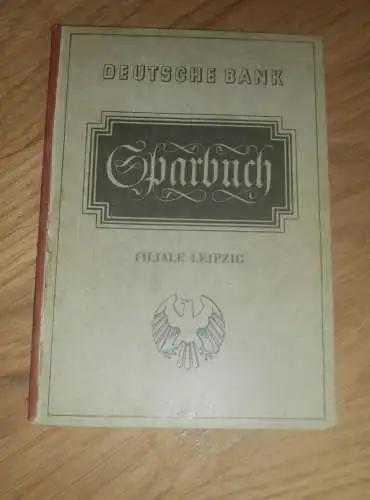 DEUTSCHE BANK
Sparbuch
FILIALE LEIPZIG